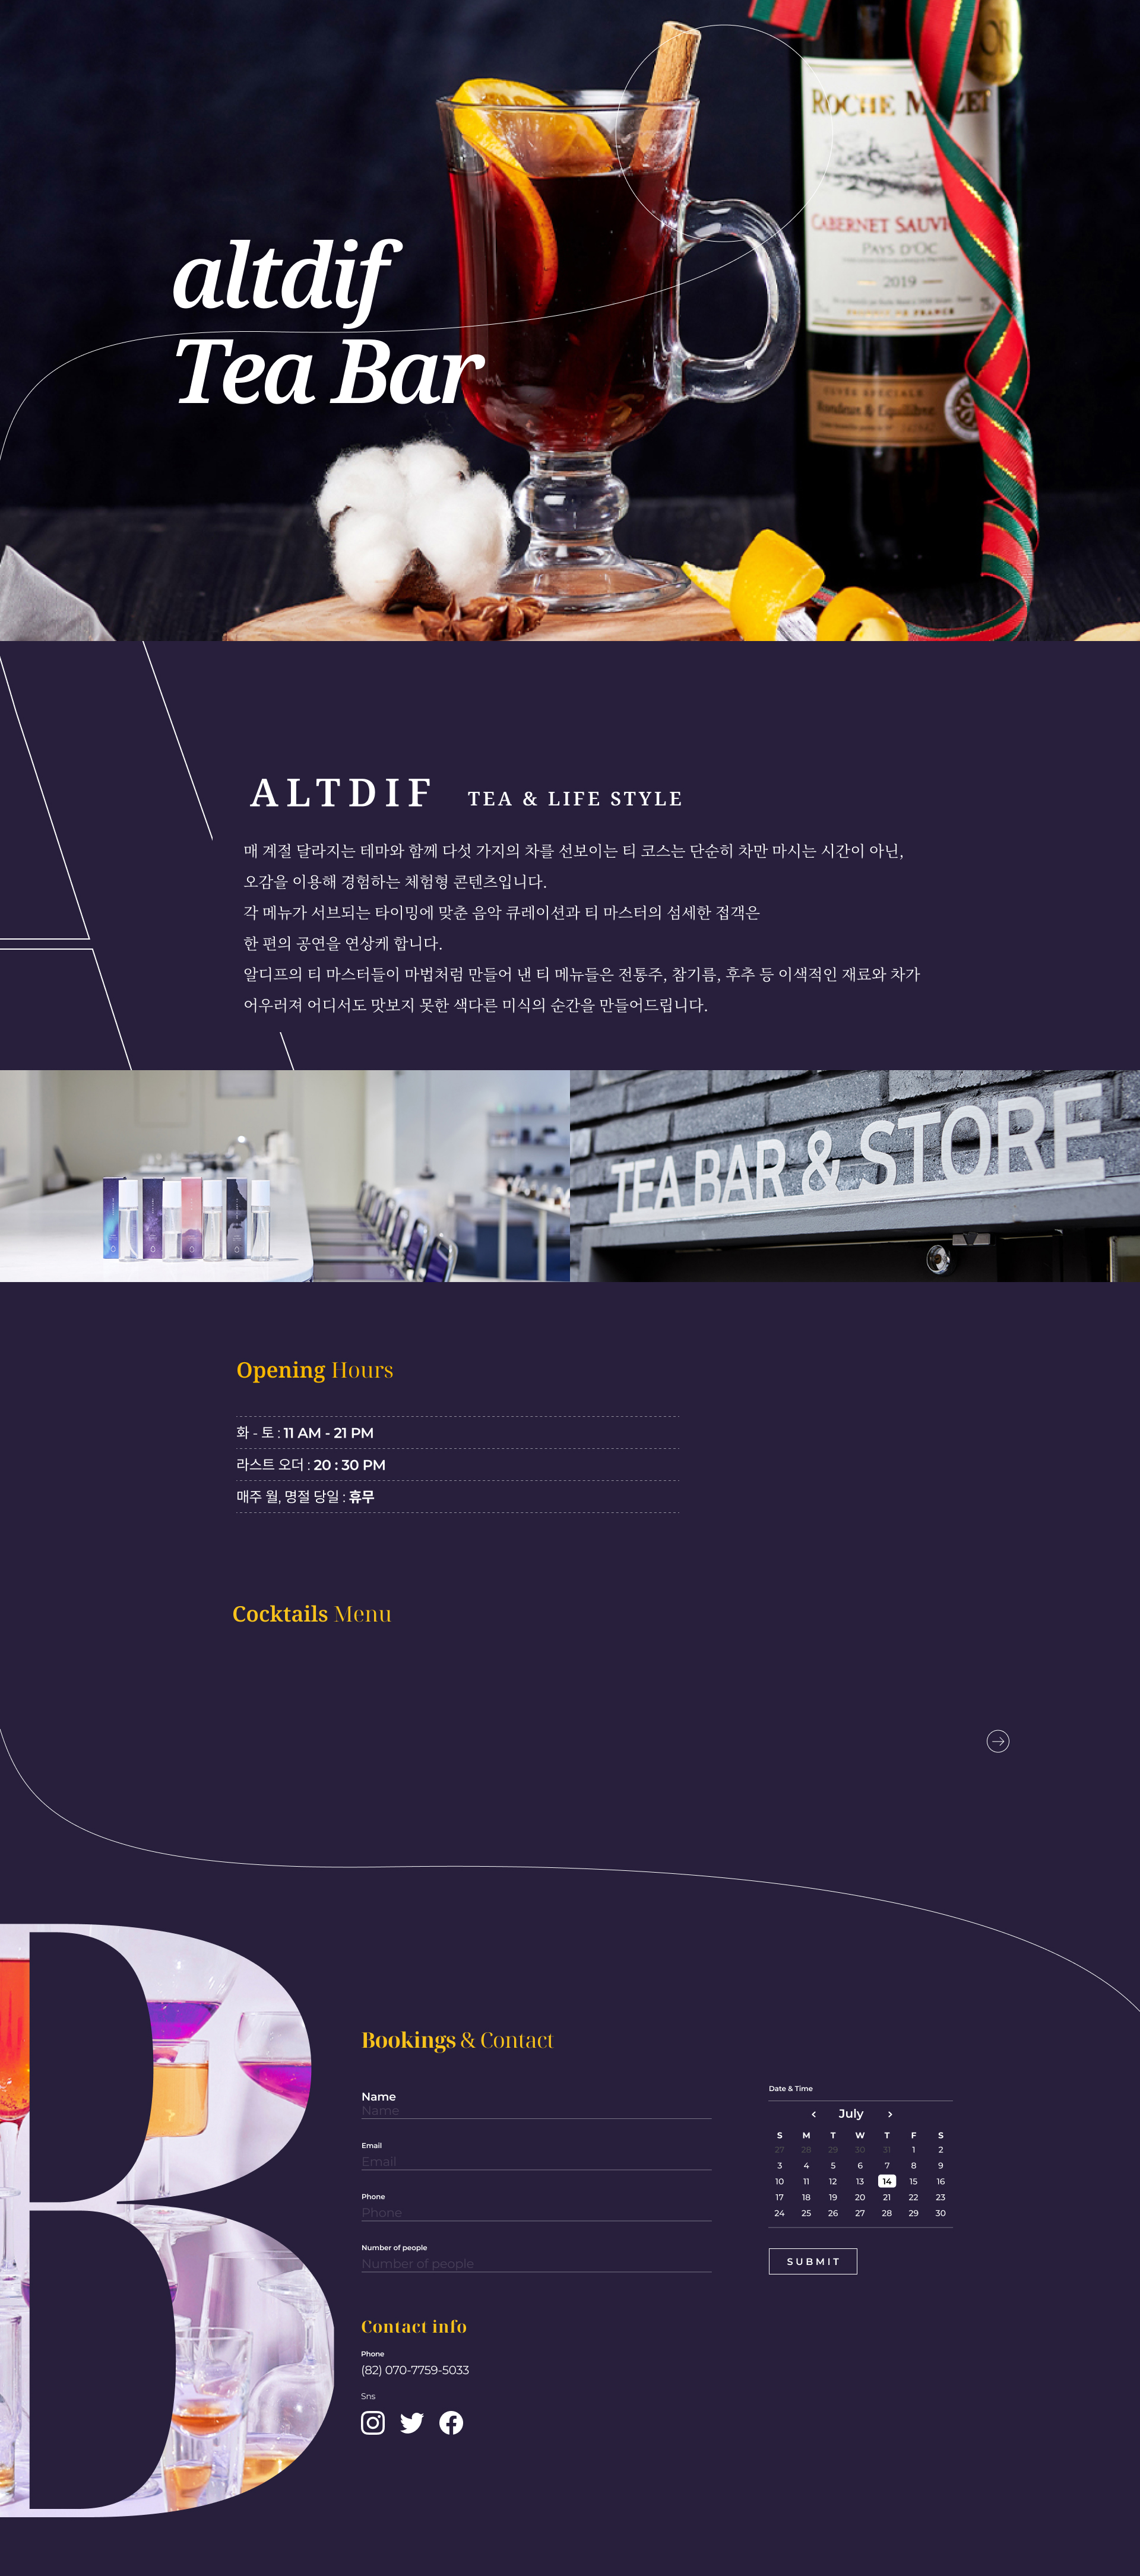 altdif
Tea Bar
ROCHE M ZET
CABERNET SAUVI
PAYS D'OC
2019
ALTDIF TEA & LIFE STYLE
매 계절 달라지는 테마와 함께 다섯 가지의 차를 선보이는 티 코스는 단순히 차만 마시는 시간이 아닌,
오감을 이용해 경험하는 체험형 콘텐츠입니다.
각 메뉴가 서브되는 타이밍에 맞춘 음악 큐레이션과 티 마스터의 섬세한 접객은
한 편의 공연을 연상케 합니다.
알디프의 티 마스터들이 마법처럼 만들어 낸 티 메뉴들은 전통주, 참기름, 후추 등 이색적인 재료와 차가
어우러져 어디서도 맛보지 못한 색다른 미식의 순간을 만들어드립니다.
TEA BAR & STORE
Opening Hours
화 - 토 : 11 AM - 21 PM
라스트 오더 : 20 : 30 PM
매주 월, 명절 당일 : 휴무
Cocktails Menu
B
Bookings & Contact
Name
Name
Email
Email
Phone
Phone
Number of people
Number of people
Date & Time
‹ July ›
S M T W T F S
27 28 29 30 31 1 2
3 4 5 6 7 8 9
10 11 12 13 14 15 16
17 18 19 20 21 22 23
24 25 26 27 28 29 30
SUBMIT
Contact info
Phone
(82) 070-7759-5033
Sns